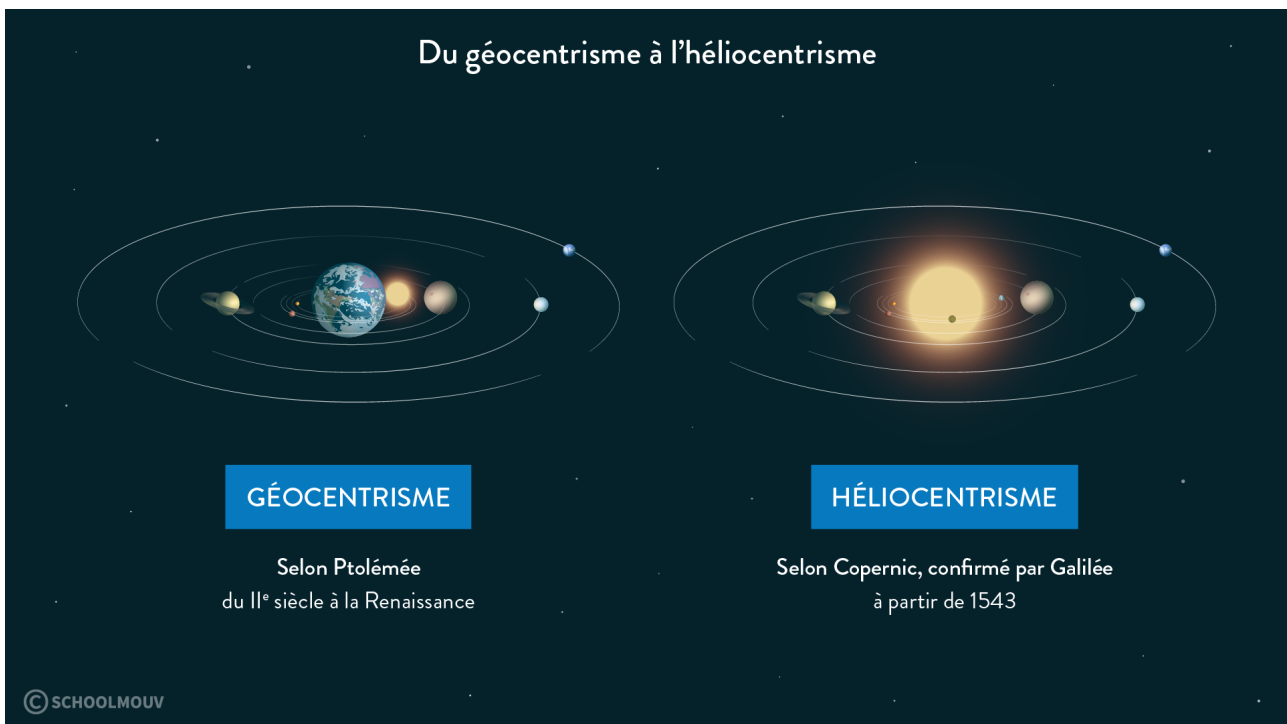 Du géocentrisme à l'héliocentrisme
GÉOCENTRISME
Selon Ptolémée
du IIe siècle à la Renaissance
HÉLIOCENTRISME
Selon Copernic, confirmé par Galilée
à partir de 1543
© SCHOOLMOUV